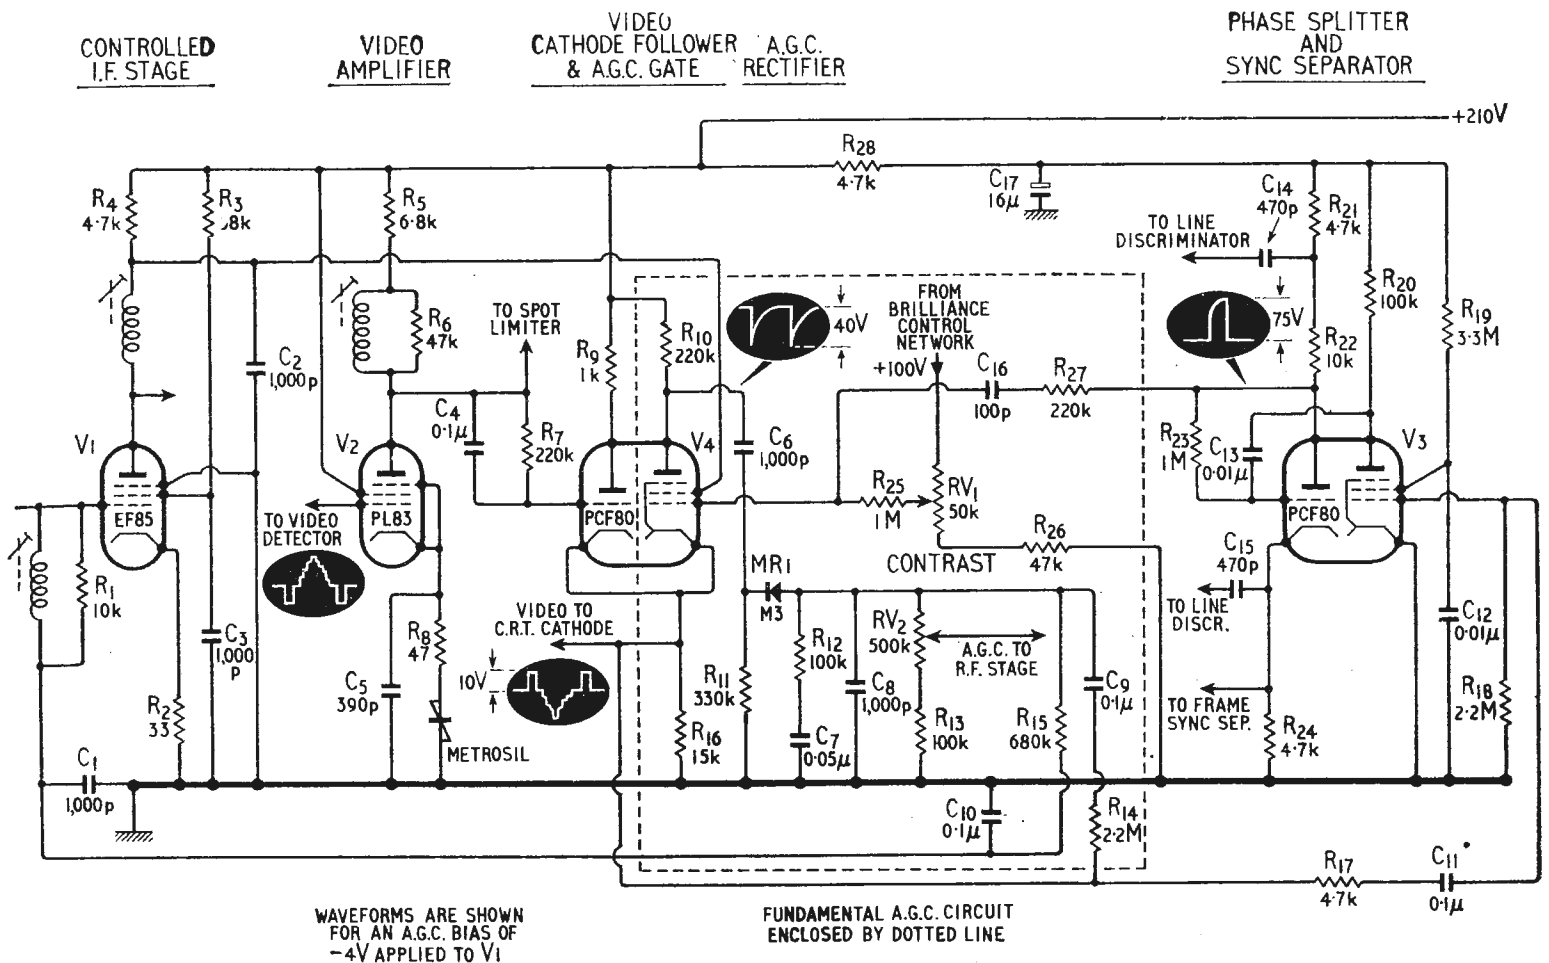 CONTROLLED
I.F. STAGE
VIDEO
AMPLIFIER
VIDEO
CATHODE FOLLOWER
& A.G.C. GATE
A.G.C.
RECTIFIER
PHASE SPLITTER
AND
SYNC SEPARATOR
+210V
R28
4.7k
C17
16μ
C14
470p
R21
4.7k
TO LINE
DISCRIMINATOR
R4
4.7k
R3
R5
6.8k
R20
100k
R19
3.3M
FROM
BRILLIANCE
CONTROL
NETWORK
+100V
TO SPOT
LIMITER
R6
47k
R9
1k
R10
220k
40V
75V
R22
10k
C2
1,000p
C4
0.1μ
R7
220k
C16
100p
R27
220k
V1
V2
V4
C6
1,000p
R23
1M
C13
0.01μ
V3
EF85
TO VIDEO
DETECTOR
PL83
PCF80
R25
1M
RV1
50k
PCF80
R26
47k
CONTRAST
C15
470p
TO LINE
DISCR.
R1
10k
MR1
M3
VIDEO TO
C.R.T. CATHODE
C3
1,000
p
R8
47
C5
390p
10V
R11
330k
R12
100k
RV2
500k
A.G.C. TO
R.F. STAGE
C12
0.01μ
C8
1,000p
C9
0.1μ
R2
33
METROSIL
R16
15k
C7
0.05μ
R13
100k
R15
680k
TO FRAME
SYNC SEP.
R24
4.7k
R18
2.2M
C1
1,000p
C10
0.1μ
R14
2.2M
R17
4.7k
C11
0.1μ
WAVEFORMS ARE SHOWN
FOR AN A.G.C. BIAS OF
-4V APPLIED TO V1
FUNDAMENTAL A.G.C. CIRCUIT
ENCLOSED BY DOTTED LINE